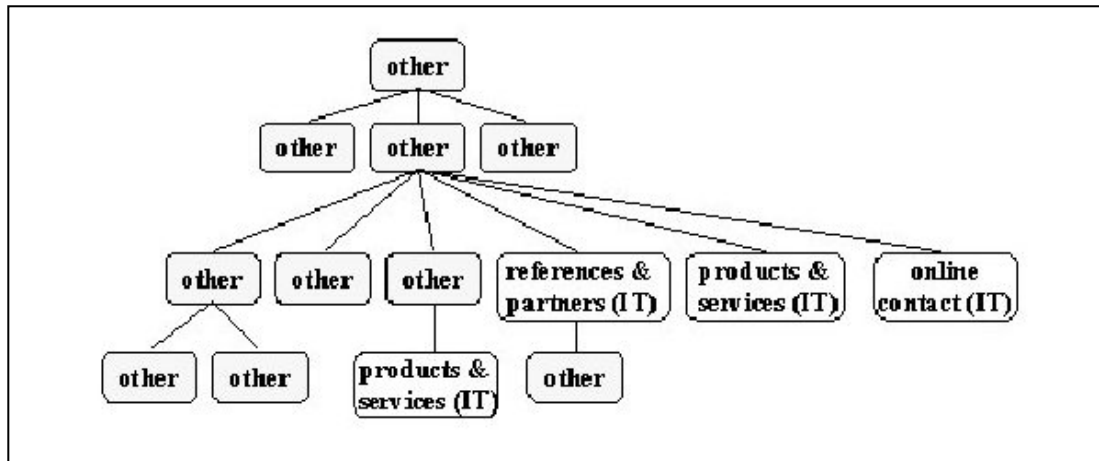 other
other
other
other
other
other
other
references &
partners (IT)
products &
services (IT)
online
contact (IT)
other
other
products &
services (IT)
other